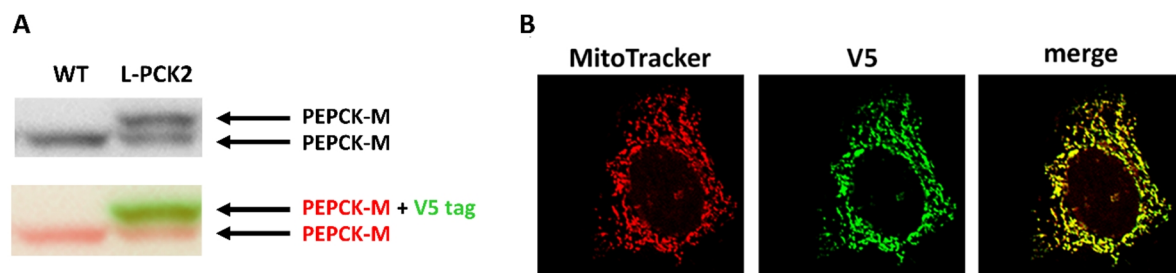 A
WT L-PCK2
PEPCK-M
PEPCK-M
PEPCK-M + V5 tag
PEPCK-M
B
MitoTracker V5 merge